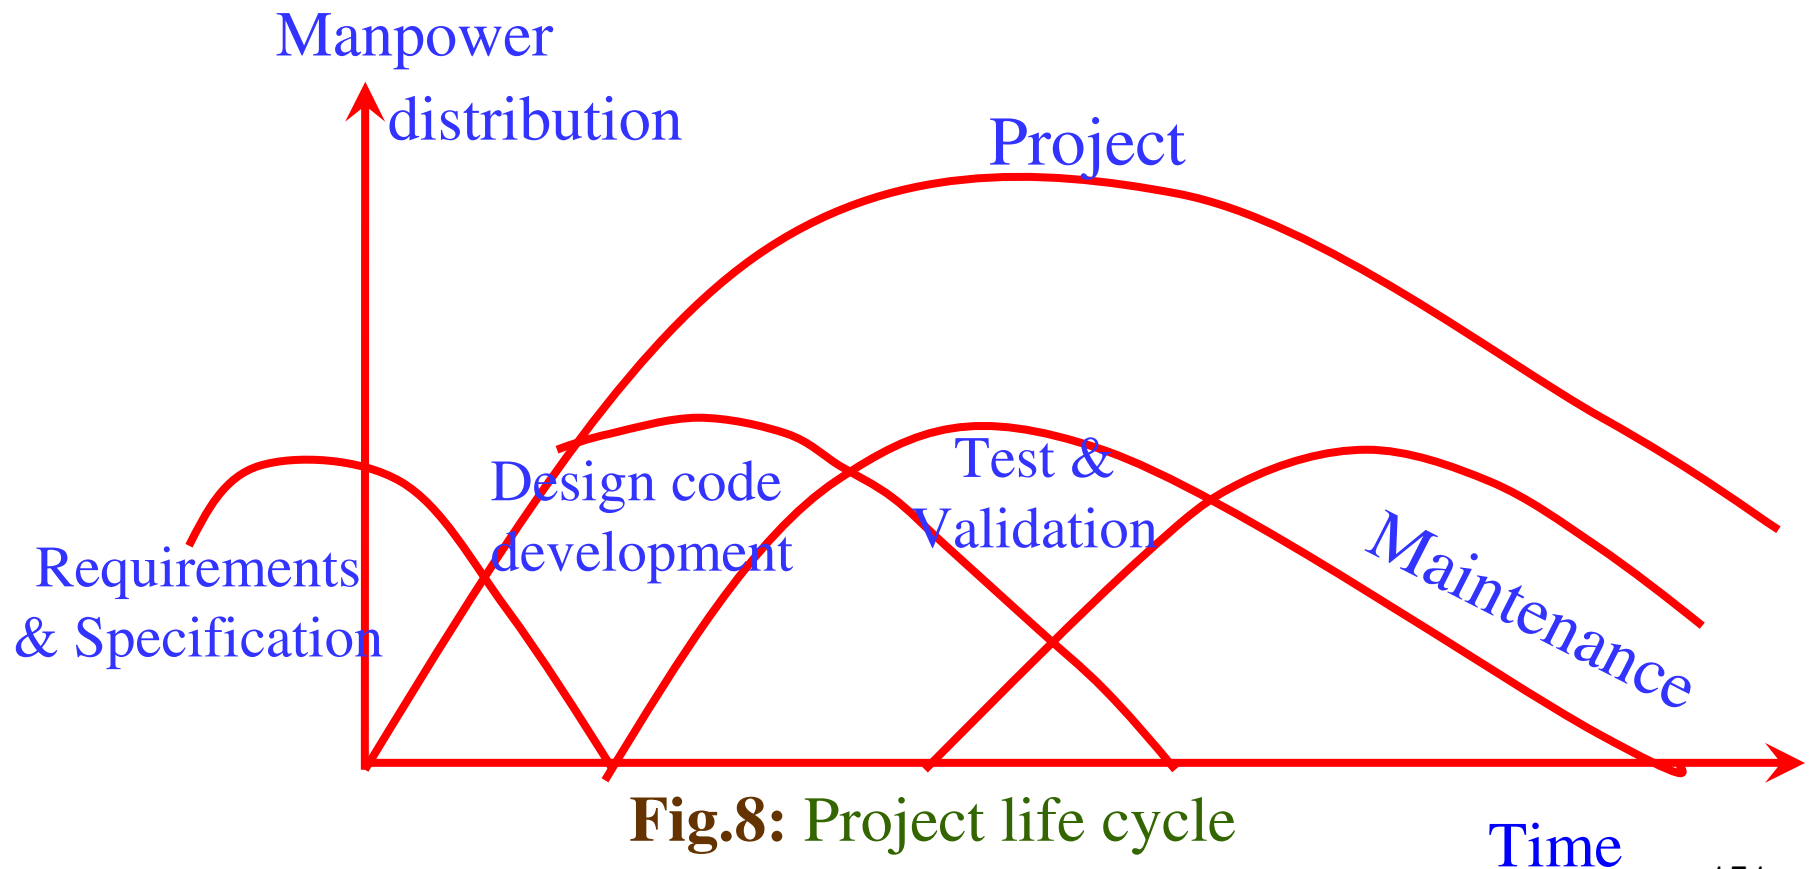 Manpower
distribution
Project
Design code
development
Test &
Validation
Requirements
& Specification
Maintenance
Fig.8: Project life cycle
Time